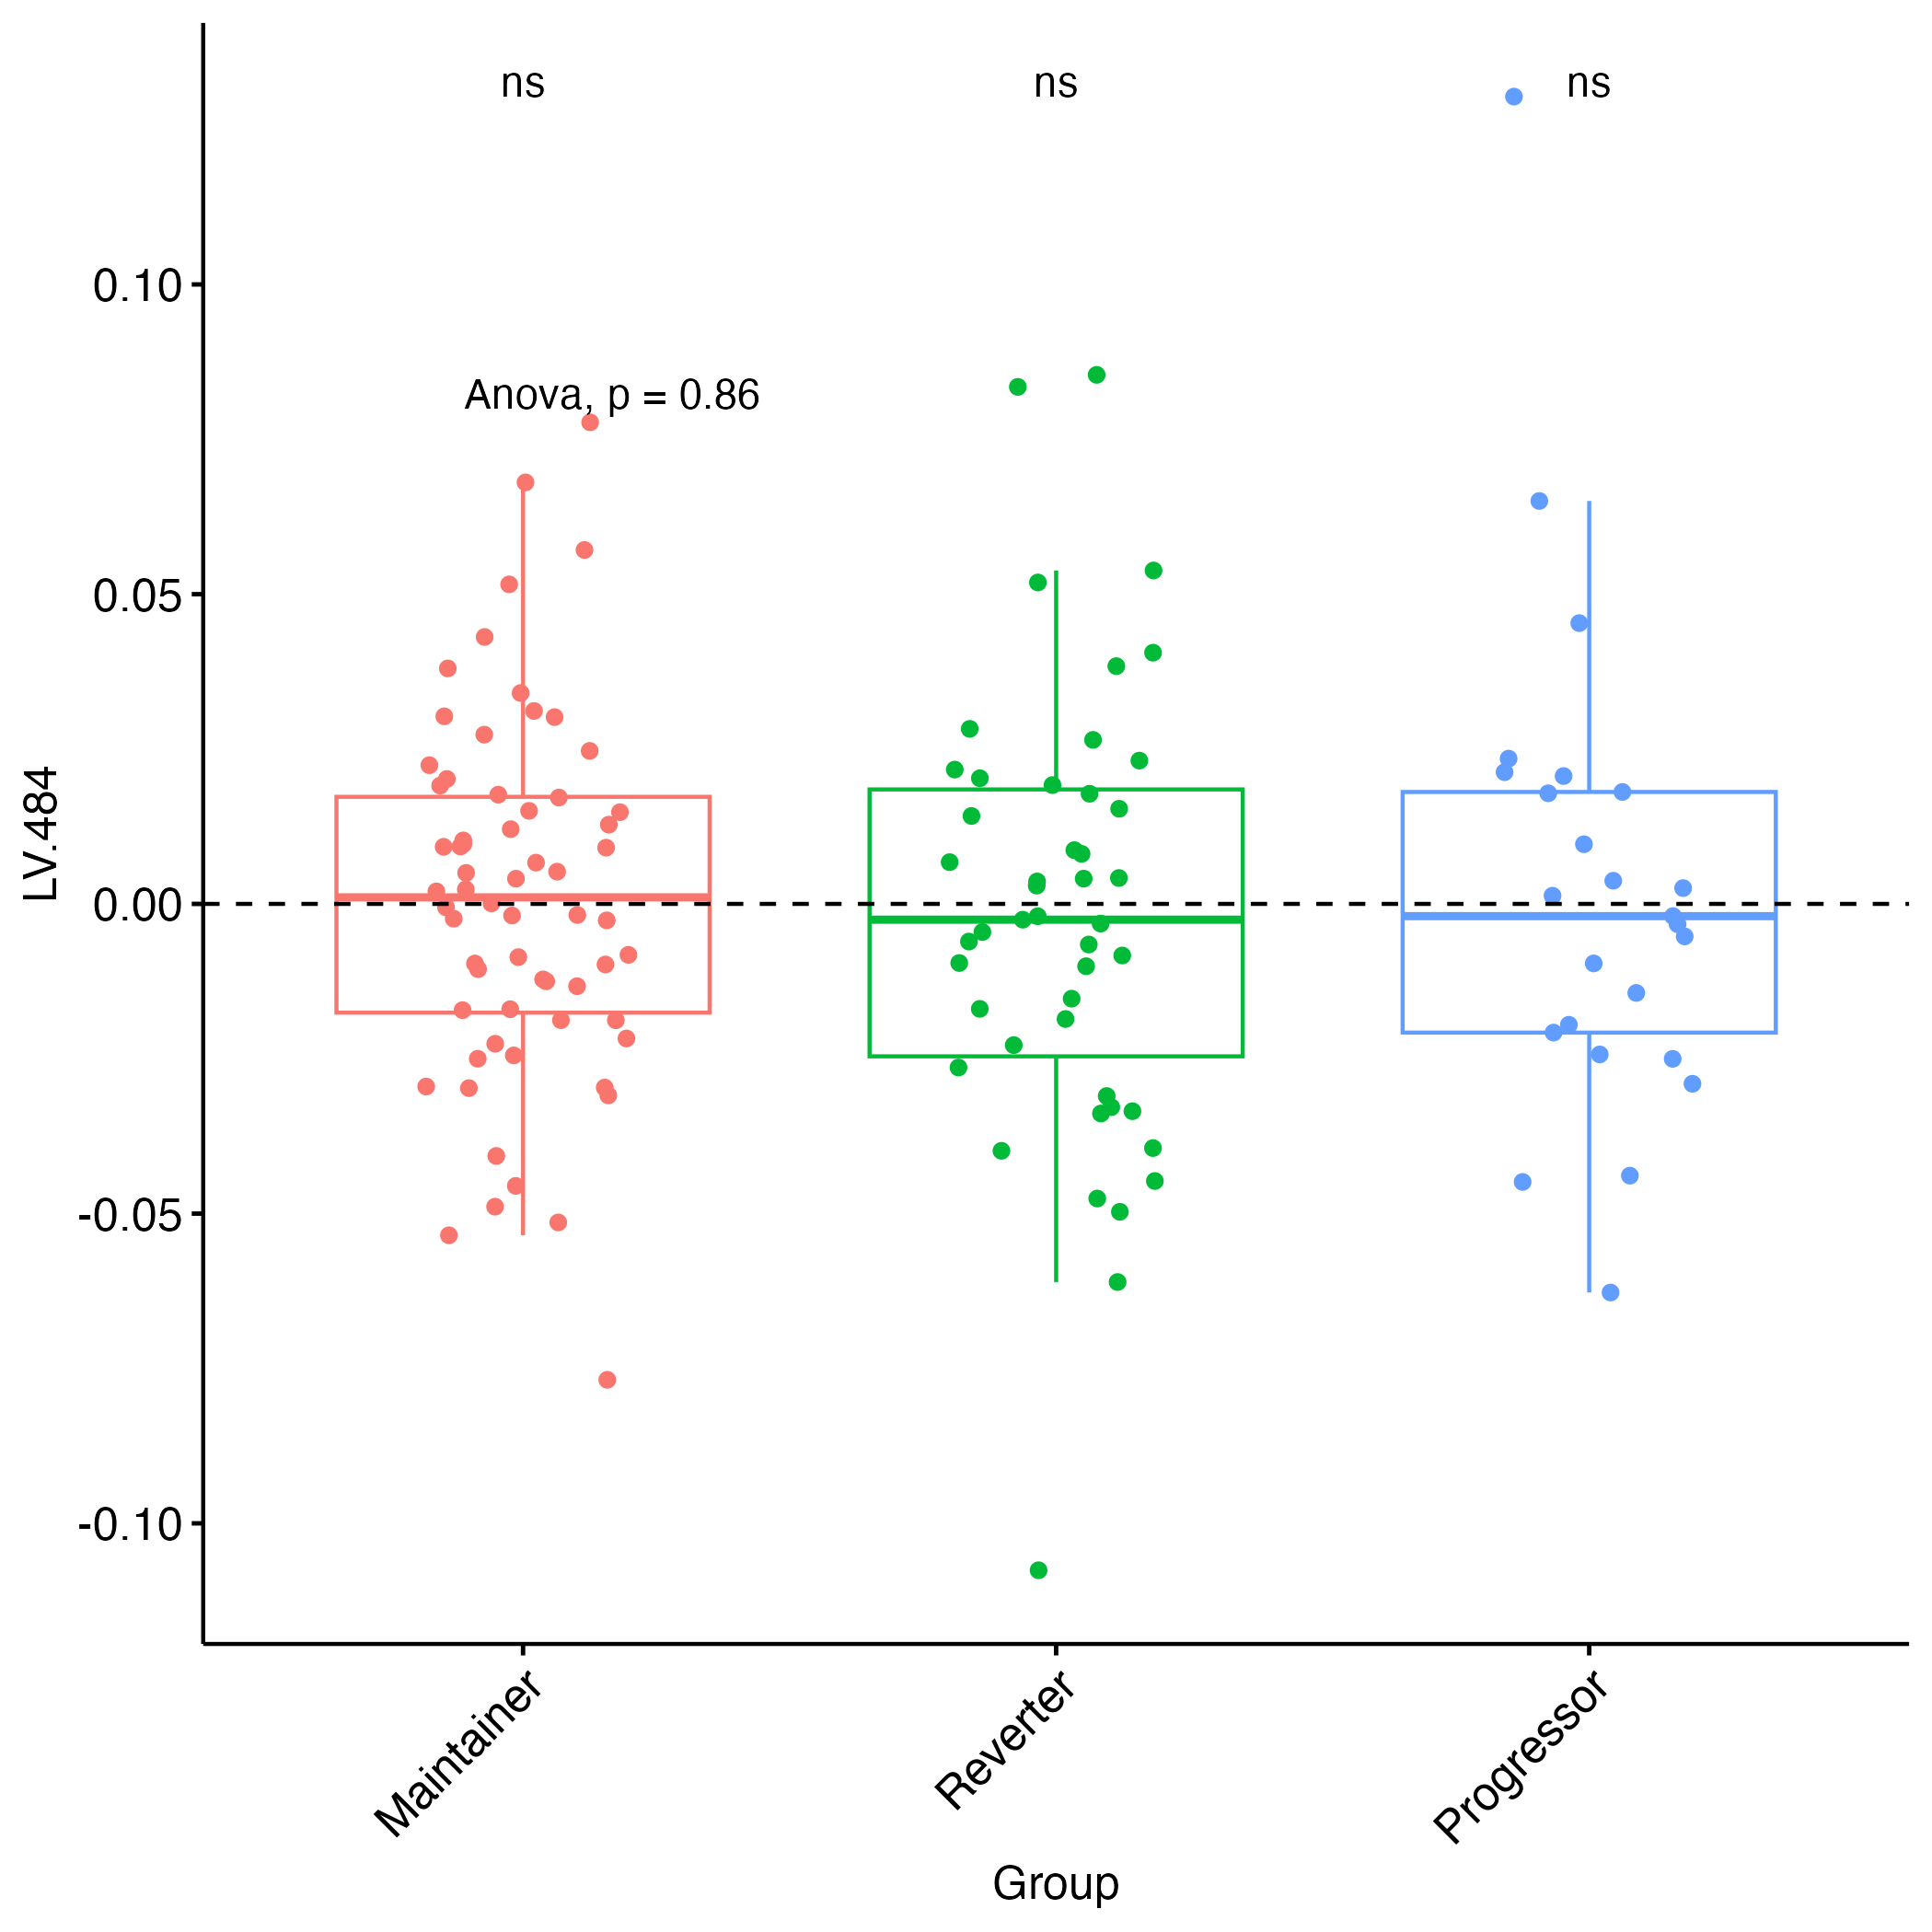 ns ns ns
0.10
Anova, p = 0.86
0.05
LV.484
0.00
-0.05
-0.10
Maintainer
Reverter
Progressor
Group